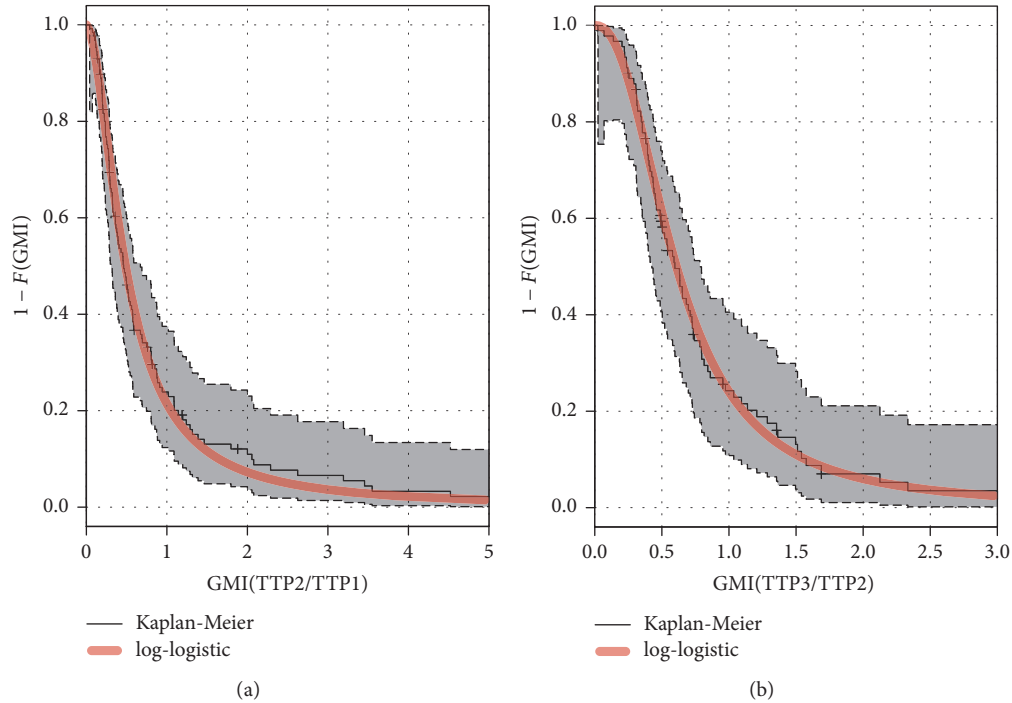 1.0
0.8
0.6
0.4
0.2
0.0
1 − F(GMI)
0 1 2 3 4 5
GMI(TTP2/TTP1)
Kaplan-Meier
log-logistic
(a)
1.0
0.8
0.6
0.4
0.2
0.0
1 − F(GMI)
0.0 0.5 1.0 1.5 2.0 2.5 3.0
GMI(TTP3/TTP2)
Kaplan-Meier
log-logistic
(b)